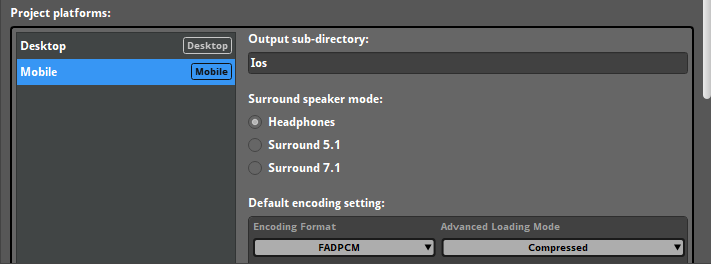 Project platforms:
Desktop Desktop
Mobile Mobile
Output sub-directory:
Ios
Surround speaker mode:
Headphones
Surround 5.1
Surround 7.1
Default encoding setting:
Encoding Format Advanced Loading Mode
FADPCM Compressed